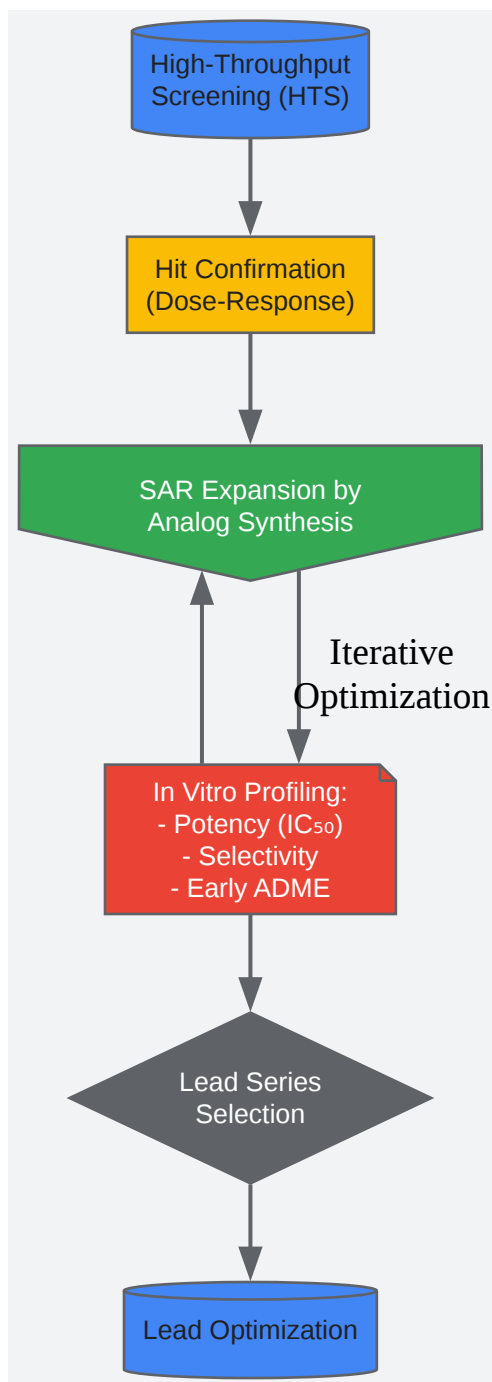 High-Throughput
Screening (HTS)
Hit Confirmation
(Dose-Response)
SAR Expansion by
Analog Synthesis
Iterative
Optimization
In Vitro Profiling:
- Potency (IC₅₀)
- Selectivity
- Early ADME
Lead Series
Selection
Lead Optimization